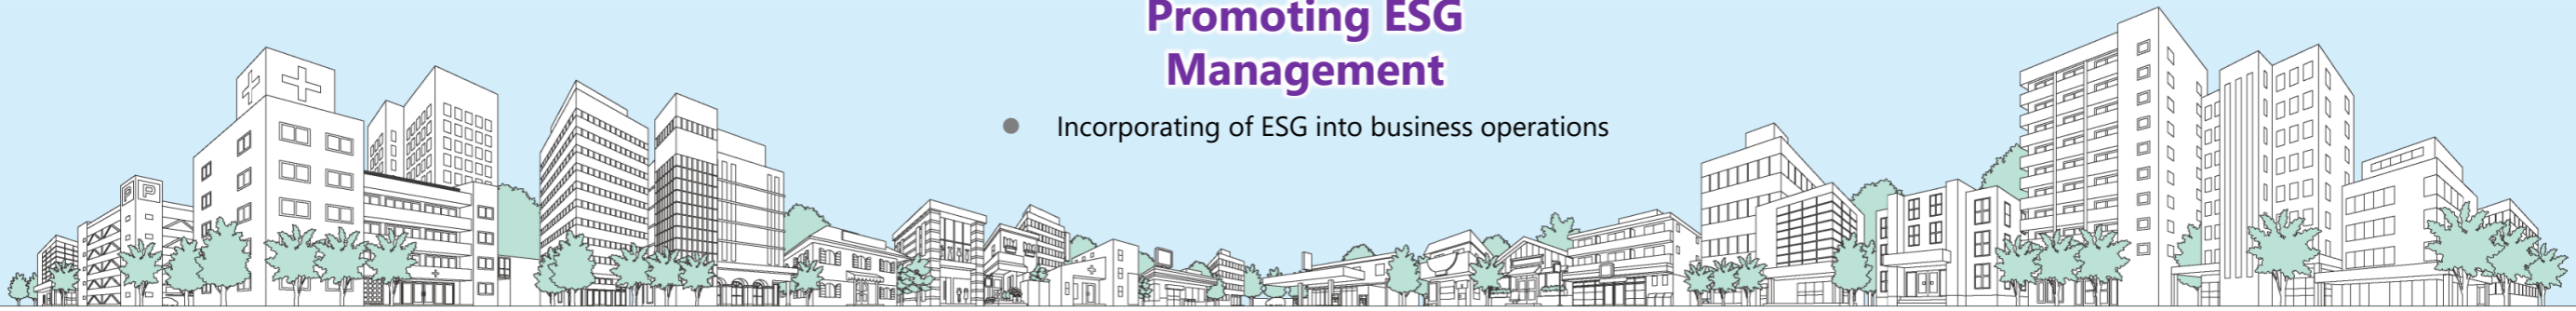 Promoting ESG
Management
● Incorporating of ESG into business operations
P P